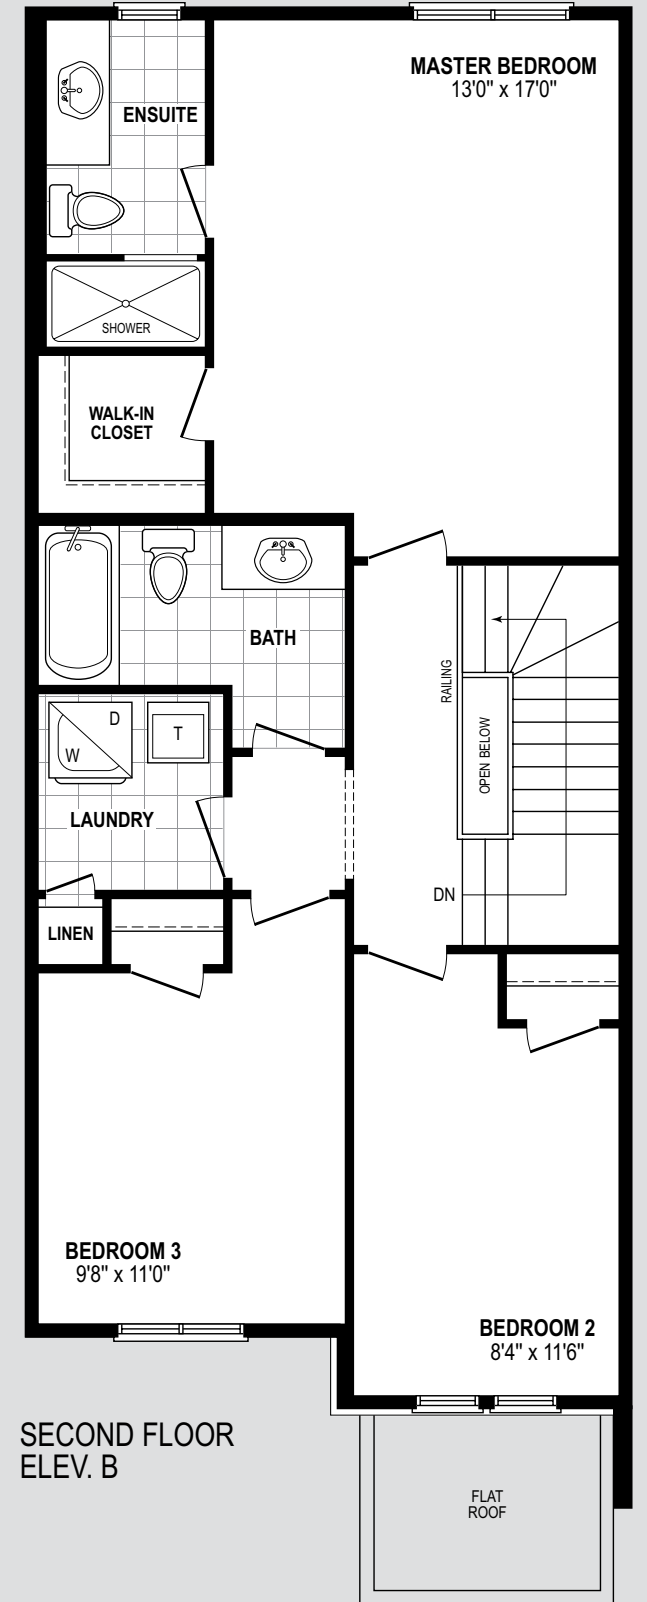 MASTER BEDROOM
13'0" x 17'0"
ENSUITE
SHOWER
WALK-IN
CLOSET
BATH
RAILING
OPEN BELOW
D
W
T
LAUNDRY
DN
LINEN
BEDROOM 3
9'8" x 11'0"
BEDROOM 2
8'4" x 11'6"
SECOND FLOOR
ELEV. B
FLAT
ROOF